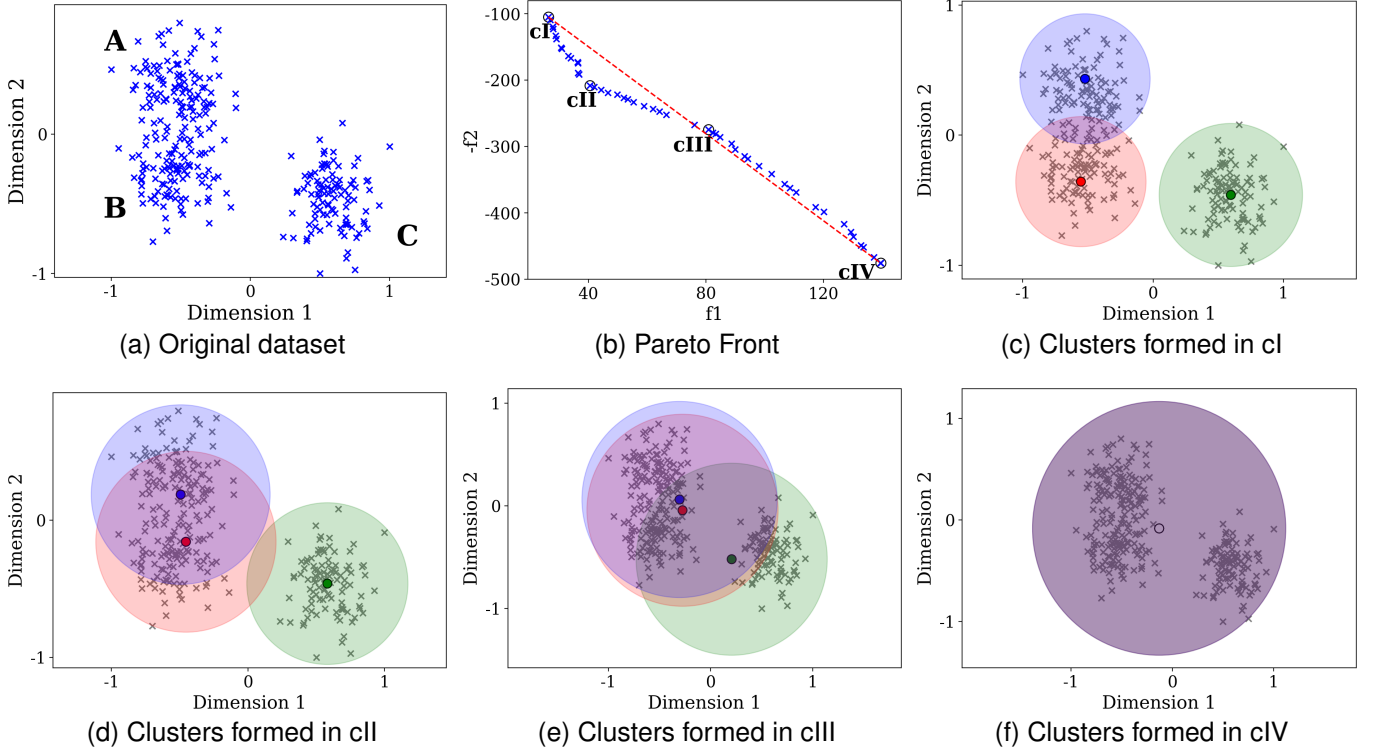 A
B
C
Dimension 2
0
-1
-1
0
1
Dimension 1
(a) Original dataset
-100
-200
-300
-400
-500
-f2
cI
cII
cIII
cIV
40
80
120
f1
(b) Pareto Front
1
0
-1
Dimension 2
-1
0
1
Dimension 1
(c) Clusters formed in cI
0
-1
Dimension 2
-1
0
1
Dimension 1
(d) Clusters formed in cII
1
0
-1
Dimension 2
-1
0
1
Dimension 1
(e) Clusters formed in cIII
1
0
-1
Dimension 2
-1
0
1
Dimension 1
(f) Clusters formed in cIV